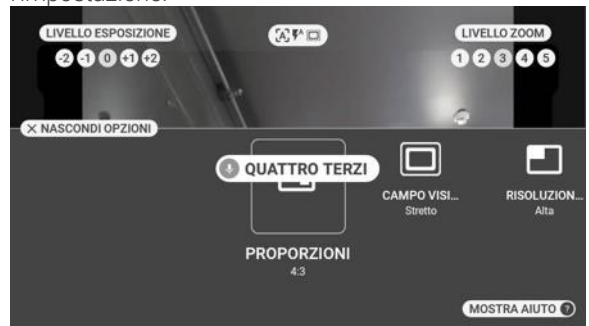 LIVELLO ESPOSIZIONE
-2 -1 0 +1 +2
[A] A
LIVELLO ZOOM
1 2 3 4 5
× NASCONDI OPZIONI
QUATTRO TERZI
CAMPO VISI...
Stretto
RISOLUZION...
Alta
PROPORZIONI
4:3
MOSTRA AIUTO ?